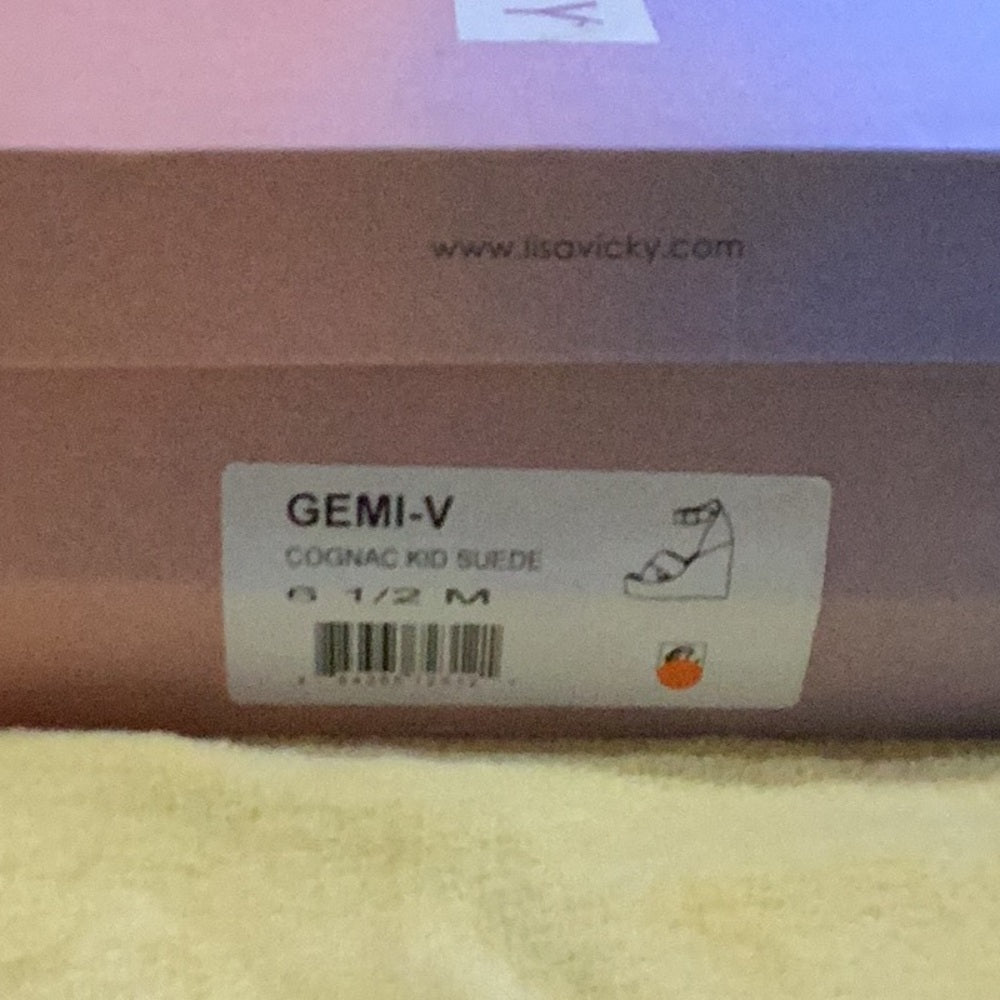 Y
www.lisavicky.com
GEMI-V
COGNAC KID SUEDE
6 1/2 M